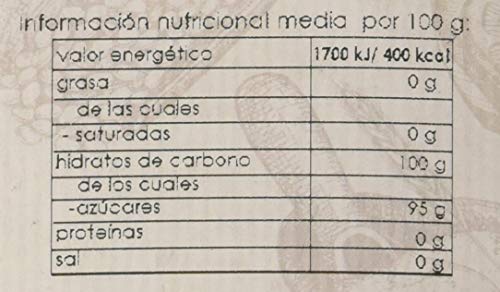 información nutricional media por 100 g:
valor energético 1700 kJ/ 400 kcal
grasa 0 g
de las cuales
- saturadas 0 g
hidratos de carbono 100 g
de los cuales
-azúcares 95 g
proteínas 0 g
sal 0 g